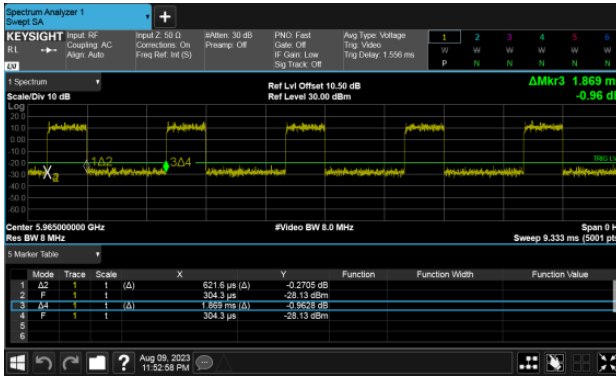 Spectrum Analyzer 1
Swept SA
+
KEYSIGHT Input: RF Input Z: 50 Ω #Atten: 30 dB PNO: Fast Avg Type: Voltage 1 2 3 4 5 6
RL Coupling: AC Corrections: On Preamp: Off Gate: Off Trig: Video W W W W W W
Align: Auto Freq Ref: Int (S) IF Gain: Low Trig Delay: 1.556 ms P N N N N N
LXI Sig Track: Off
1 Spectrum Ref Lvl Offset 10.50 dB ΔMkr3 1.869 m
Scale/Div 10 dB Ref Level 30.00 dBm -0.96 d
Log
20.0
10.0
0.00
-10.0
-20.0 1Δ2 3Δ4 TRIG LV
-30.0 X2
-40.0
-50.0
-60.0
Center 5.965000000 GHz #Video BW 8.0 MHz Span 0 H
Res BW 8 MHz Sweep 9.333 ms (5001 pts
5 Marker Table
Mode Trace Scale X Y Function Function Width Function Value
1 Δ2 1 t (Δ) 621.6 µs (Δ) -0.2705 dB
2 F 1 t 304.3 µs -28.13 dBm
3 Δ4 1 t (Δ) 1.869 ms (Δ) -0.9628 dB
4 F 1 t 304.3 µs -28.13 dBm
5
6
? Aug 09, 2023
11:52:58 PM